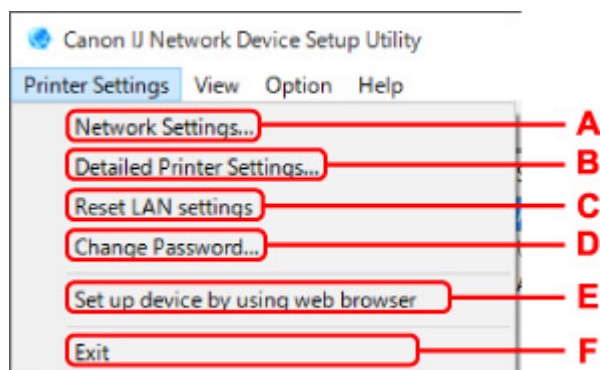 Canon IJ Network Device Setup Utility
Printer Settings View Option Help
Network Settings... A
Detailed Printer Settings... B
Reset LAN settings C
Change Password... D
Set up device by using web browser E
Exit F